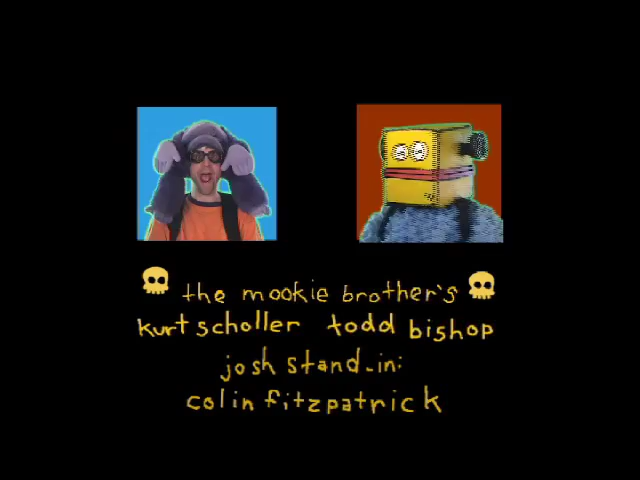 the mookie brother's
kurt scholler todd bishop
josh stand-in:
colin fitzpatrick